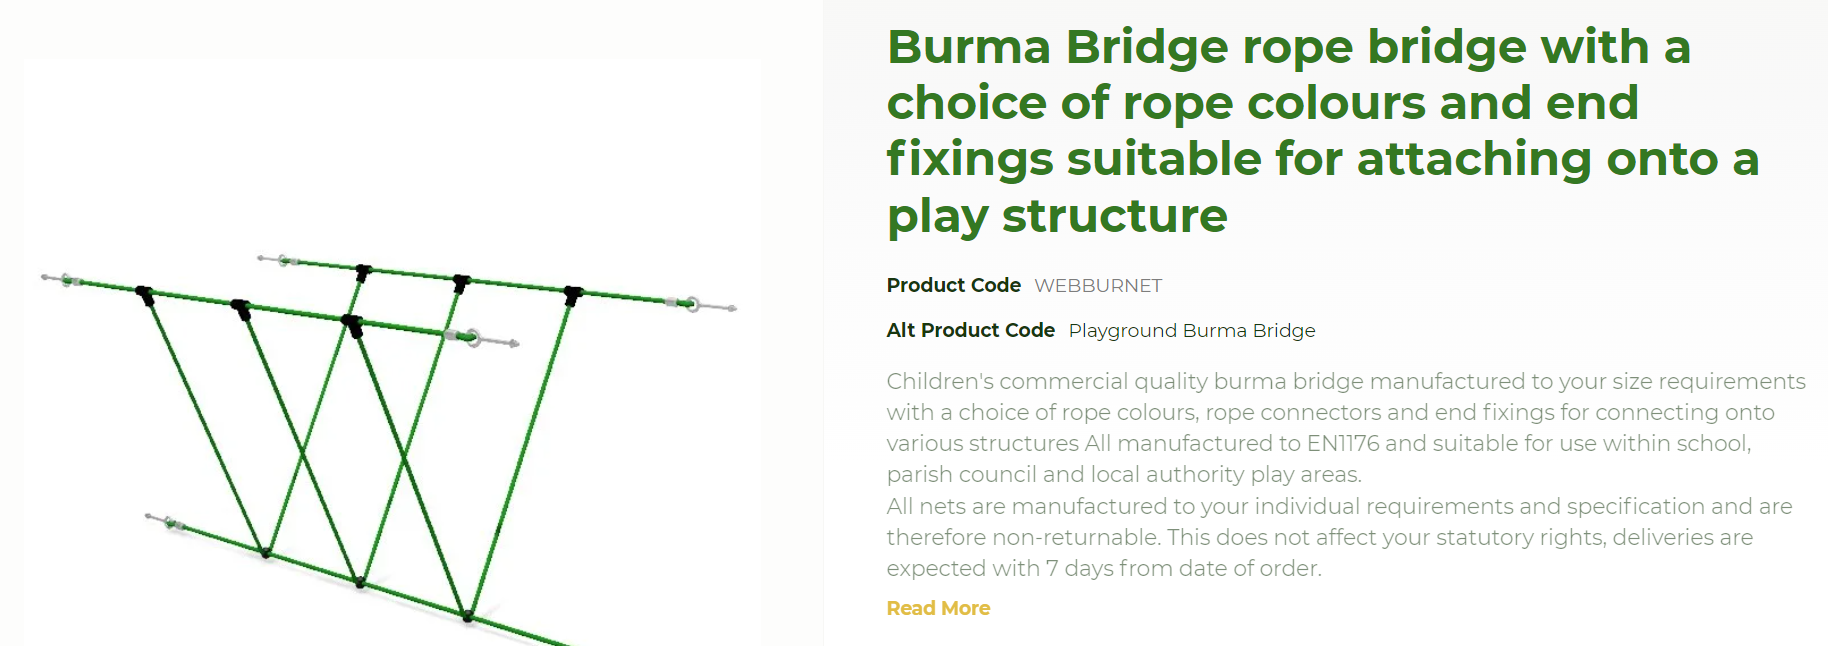 Burma Bridge rope bridge with a
choice of rope colours and end
fixings suitable for attaching onto a
play structure
Product Code WEBBURNET
Alt Product Code Playground Burma Bridge
Children's commercial quality burma bridge manufactured to your size requirements
with a choice of rope colours, rope connectors and end fixings for connecting onto
various structures All manufactured to EN1176 and suitable for use within school,
parish council and local authority play areas.
All nets are manufactured to your individual requirements and specification and are
therefore non-returnable. This does not affect your statutory rights, deliveries are
expected with 7 days from date of order.
Read More